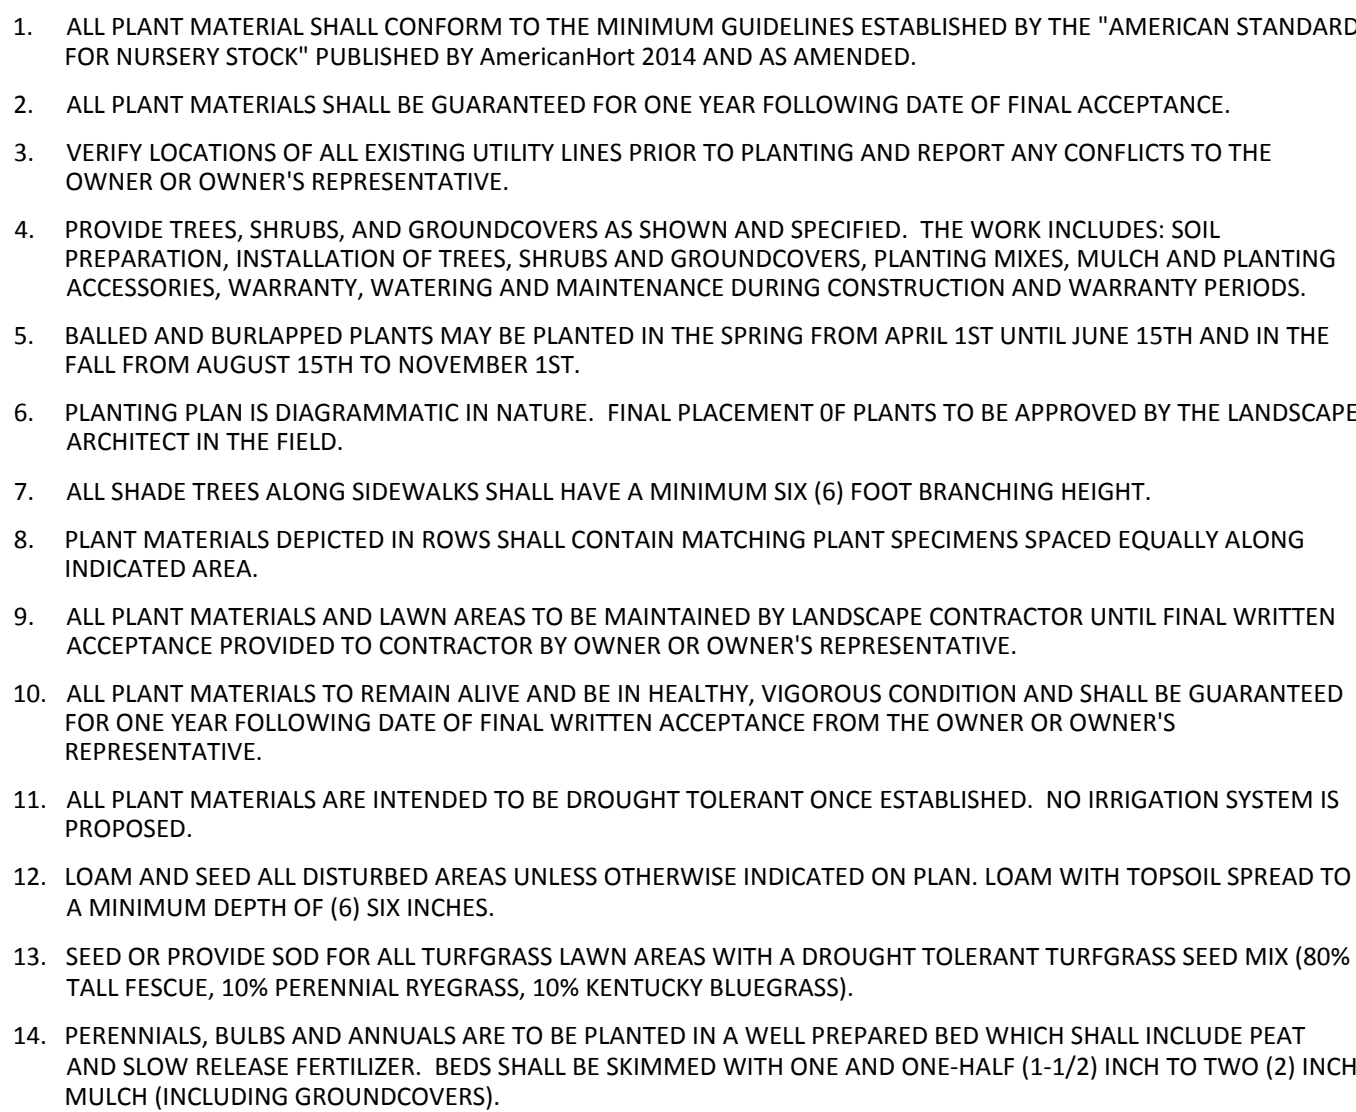 1. ALL PLANT MATERIAL SHALL CONFORM TO THE MINIMUM GUIDELINES ESTABLISHED BY THE "AMERICAN STANDARD
FOR NURSERY STOCK" PUBLISHED BY AmericanHort 2014 AND AS AMENDED.
2. ALL PLANT MATERIALS SHALL BE GUARANTEED FOR ONE YEAR FOLLOWING DATE OF FINAL ACCEPTANCE.
3. VERIFY LOCATIONS OF ALL EXISTING UTILITY LINES PRIOR TO PLANTING AND REPORT ANY CONFLICTS TO THE
OWNER OR OWNER'S REPRESENTATIVE.
4. PROVIDE TREES, SHRUBS, AND GROUNDCOVERS AS SHOWN AND SPECIFIED. THE WORK INCLUDES: SOIL
PREPARATION, INSTALLATION OF TREES, SHRUBS AND GROUNDCOVERS, PLANTING MIXES, MULCH AND PLANTING
ACCESSORIES, WARRANTY, WATERING AND MAINTENANCE DURING CONSTRUCTION AND WARRANTY PERIODS.
5. BALLED AND BURLAPPED PLANTS MAY BE PLANTED IN THE SPRING FROM APRIL 1ST UNTIL JUNE 15TH AND IN THE
FALL FROM AUGUST 15TH TO NOVEMBER 1ST.
6. PLANTING PLAN IS DIAGRAMMATIC IN NATURE. FINAL PLACEMENT 0F PLANTS TO BE APPROVED BY THE LANDSCAPE
ARCHITECT IN THE FIELD.
7. ALL SHADE TREES ALONG SIDEWALKS SHALL HAVE A MINIMUM SIX (6) FOOT BRANCHING HEIGHT.
8. PLANT MATERIALS DEPICTED IN ROWS SHALL CONTAIN MATCHING PLANT SPECIMENS SPACED EQUALLY ALONG
INDICATED AREA.
9. ALL PLANT MATERIALS AND LAWN AREAS TO BE MAINTAINED BY LANDSCAPE CONTRACTOR UNTIL FINAL WRITTEN
ACCEPTANCE PROVIDED TO CONTRACTOR BY OWNER OR OWNER'S REPRESENTATIVE.
10. ALL PLANT MATERIALS TO REMAIN ALIVE AND BE IN HEALTHY, VIGOROUS CONDITION AND SHALL BE GUARANTEED
FOR ONE YEAR FOLLOWING DATE OF FINAL WRITTEN ACCEPTANCE FROM THE OWNER OR OWNER'S
REPRESENTATIVE.
11. ALL PLANT MATERIALS ARE INTENDED TO BE DROUGHT TOLERANT ONCE ESTABLISHED. NO IRRIGATION SYSTEM IS
PROPOSED.
12. LOAM AND SEED ALL DISTURBED AREAS UNLESS OTHERWISE INDICATED ON PLAN. LOAM WITH TOPSOIL SPREAD TO
A MINIMUM DEPTH OF (6) SIX INCHES.
13. SEED OR PROVIDE SOD FOR ALL TURFGRASS LAWN AREAS WITH A DROUGHT TOLERANT TURFGRASS SEED MIX (80%
TALL FESCUE, 10% PERENNIAL RYEGRASS, 10% KENTUCKY BLUEGRASS).
14. PERENNIALS, BULBS AND ANNUALS ARE TO BE PLANTED IN A WELL PREPARED BED WHICH SHALL INCLUDE PEAT
AND SLOW RELEASE FERTILIZER. BEDS SHALL BE SKIMMED WITH ONE AND ONE-HALF (1-1/2) INCH TO TWO (2) INCH
MULCH (INCLUDING GROUNDCOVERS).